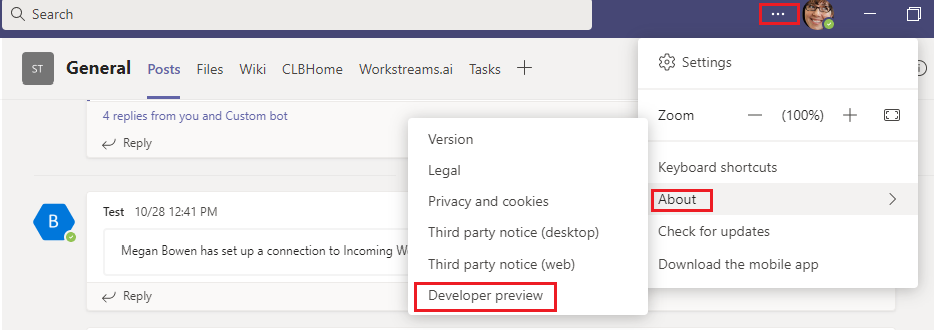 Search
...
ST
General Posts Files Wiki CLBHome Workstreams.ai Tasks
4 replies from you and Custom bot
Reply
B
Test 10/28 12:41 PM
Megan Bowen has set up a connection to Incoming
Reply
Version
Legal
Privacy and cookies
Third party notice (desktop)
Third party notice (web)
Developer preview
Settings
Zoom — (100%) +
Keyboard shortcuts
About
Check for updates
Download the mobile app